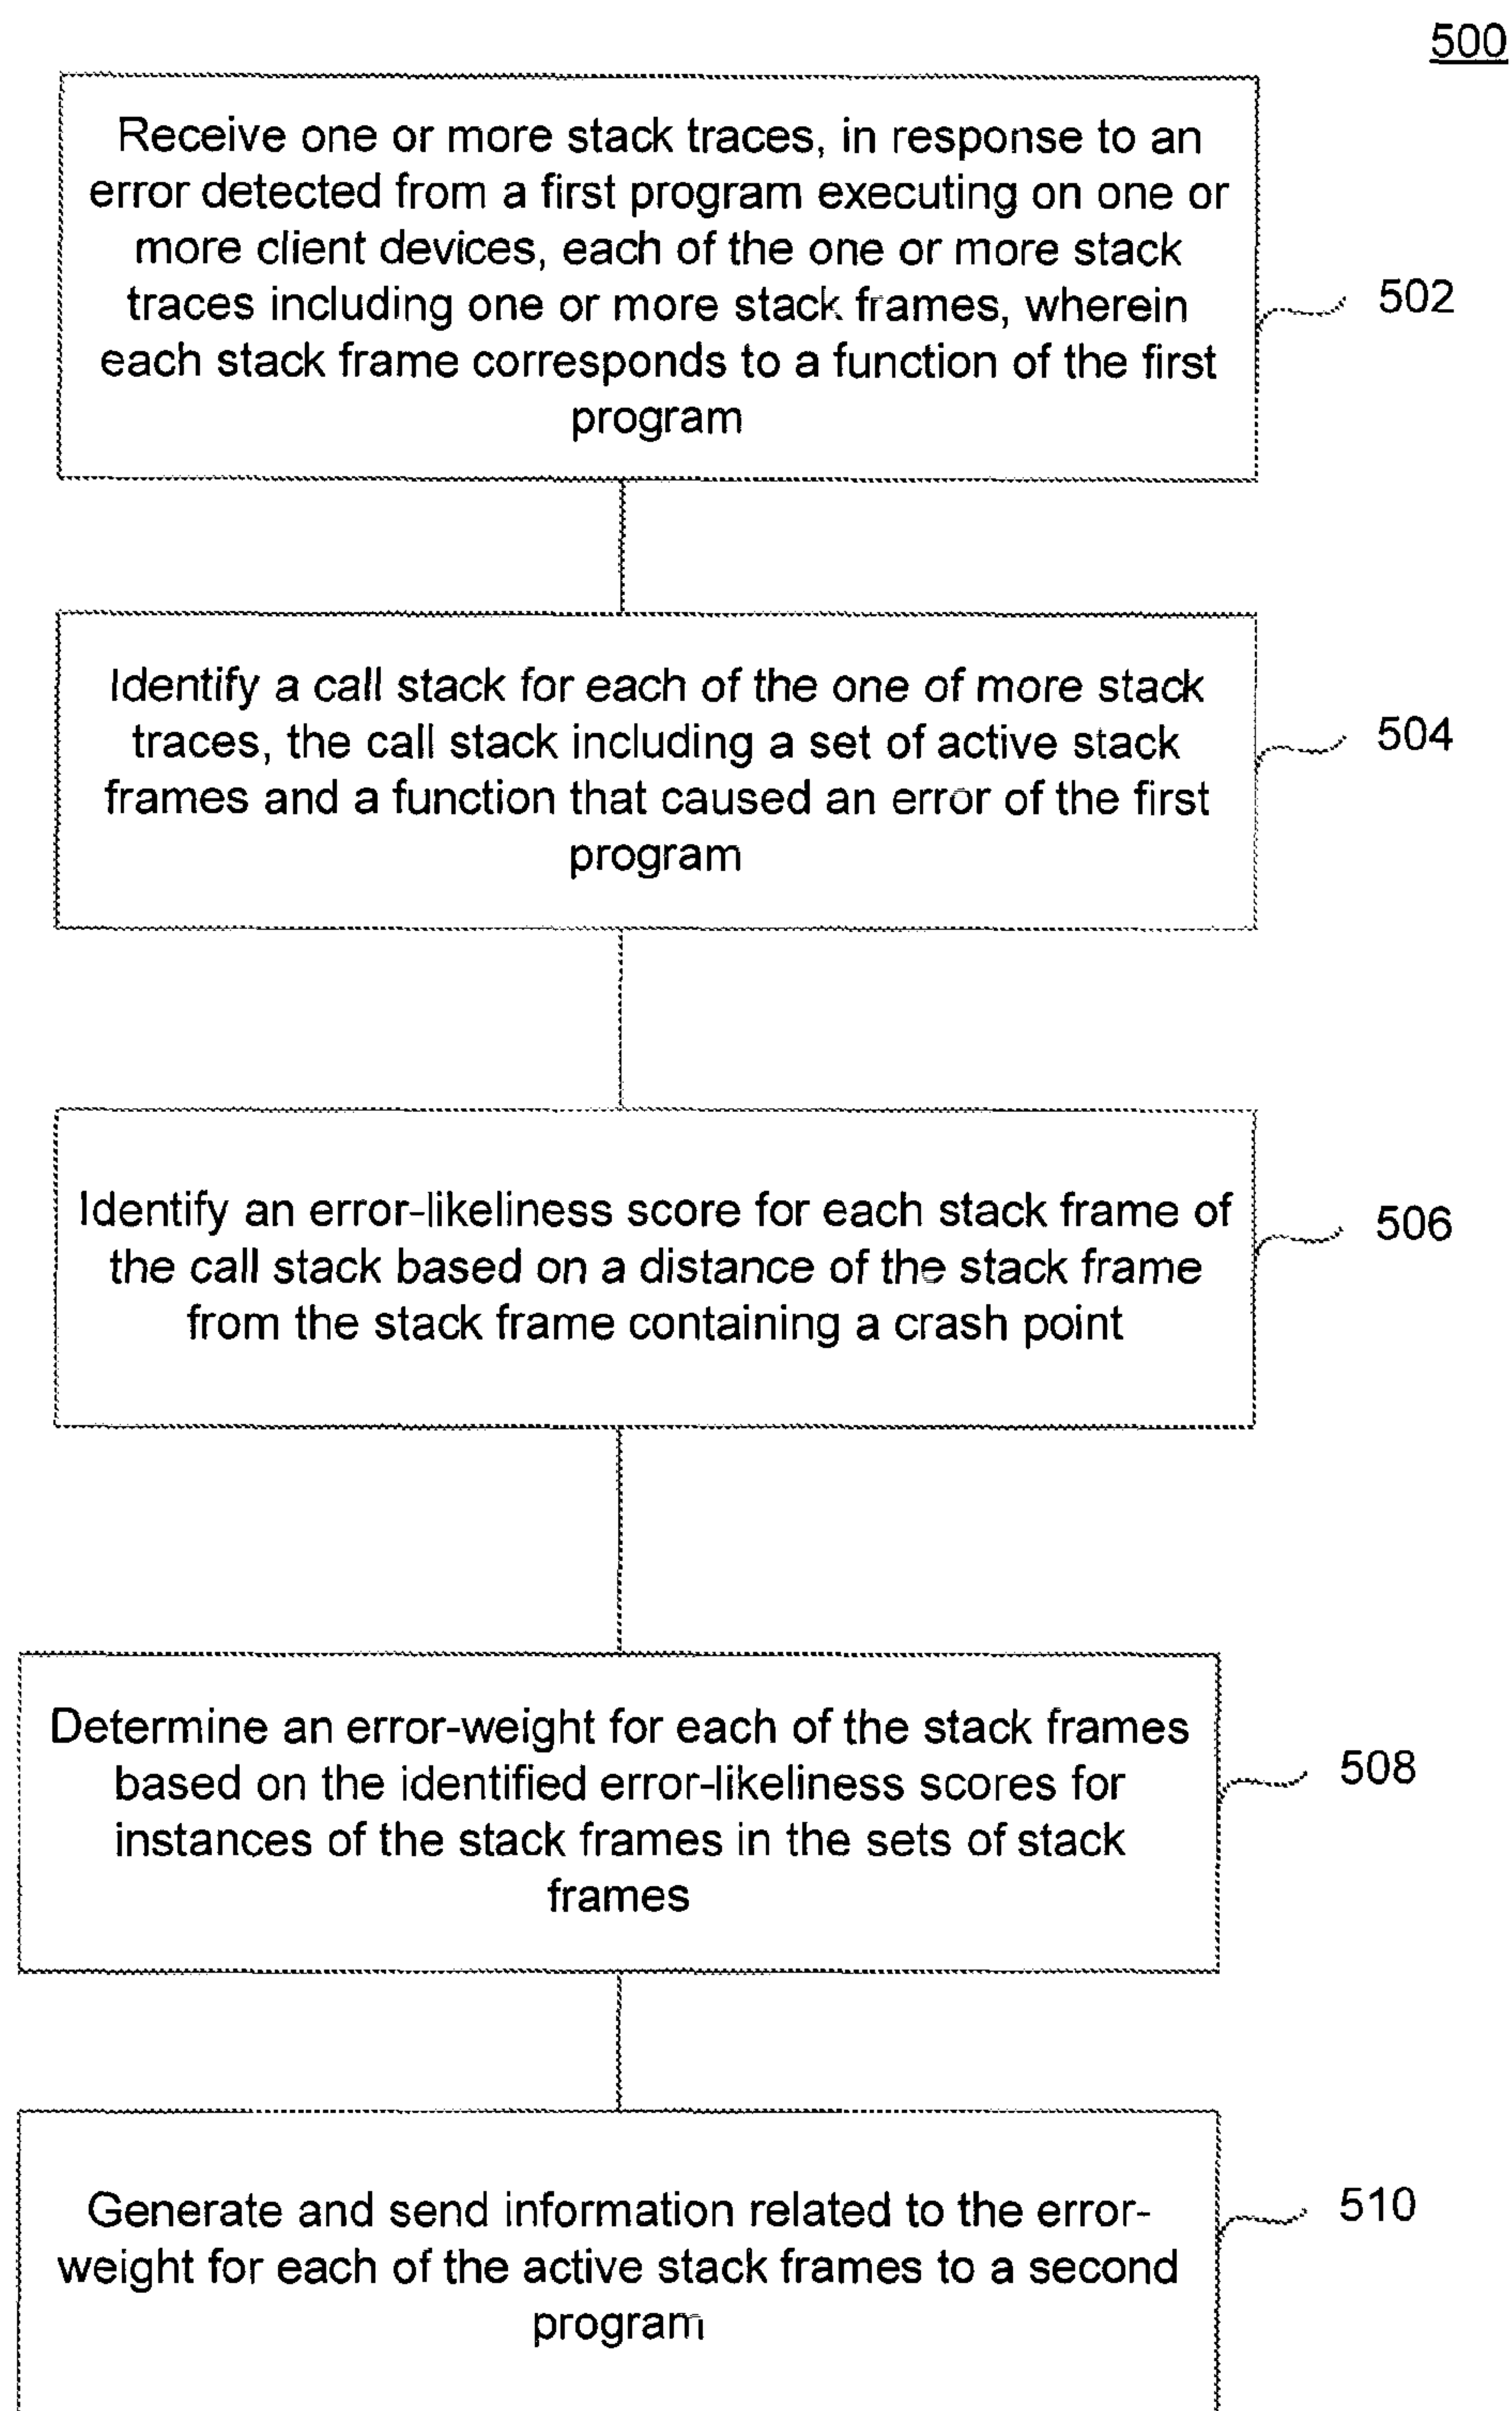 500
Receive one or more stack traces, in response to an
error detected from a first program executing on one or
more client devices, each of the one or more stack
traces including one or more stack frames, wherein
each stack frame corresponds to a function of the first
program
502
Identify a call stack for each of the one of more stack
traces, the call stack including a set of active stack
frames and a function that caused an error of the first
program
504
Identify an error-likeliness score for each stack frame of
the call stack based on a distance of the stack frame
from the stack frame containing a crash point
506
Determine an error-weight for each of the stack frames
based on the identified error-likeliness scores for
instances of the stack frames in the sets of stack
frames
508
Generate and send information related to the error-
weight for each of the active stack frames to a second
program
510